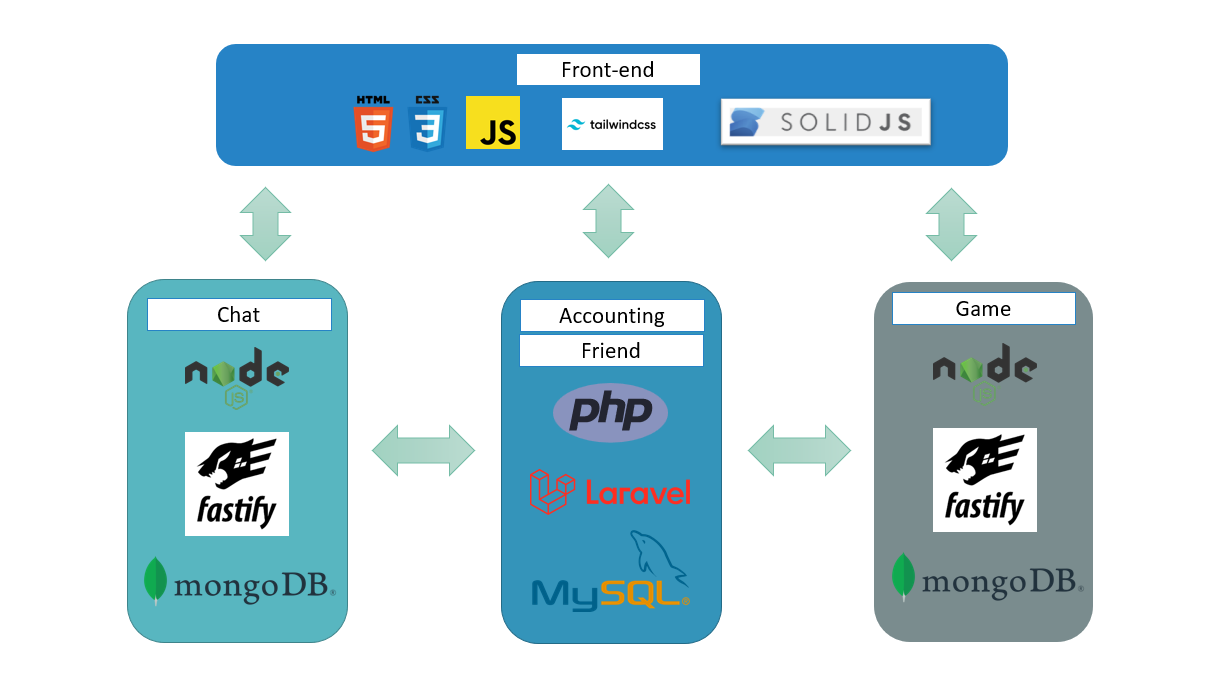 Front-end
HTML CSS
5 3 JS tailwindcss SOLIDJS
Chat
node
JS
fastify
mongoDB®
Accounting
Friend
php
Laravel
MySQL®
Game
node
JS
fastify
mongoDB®